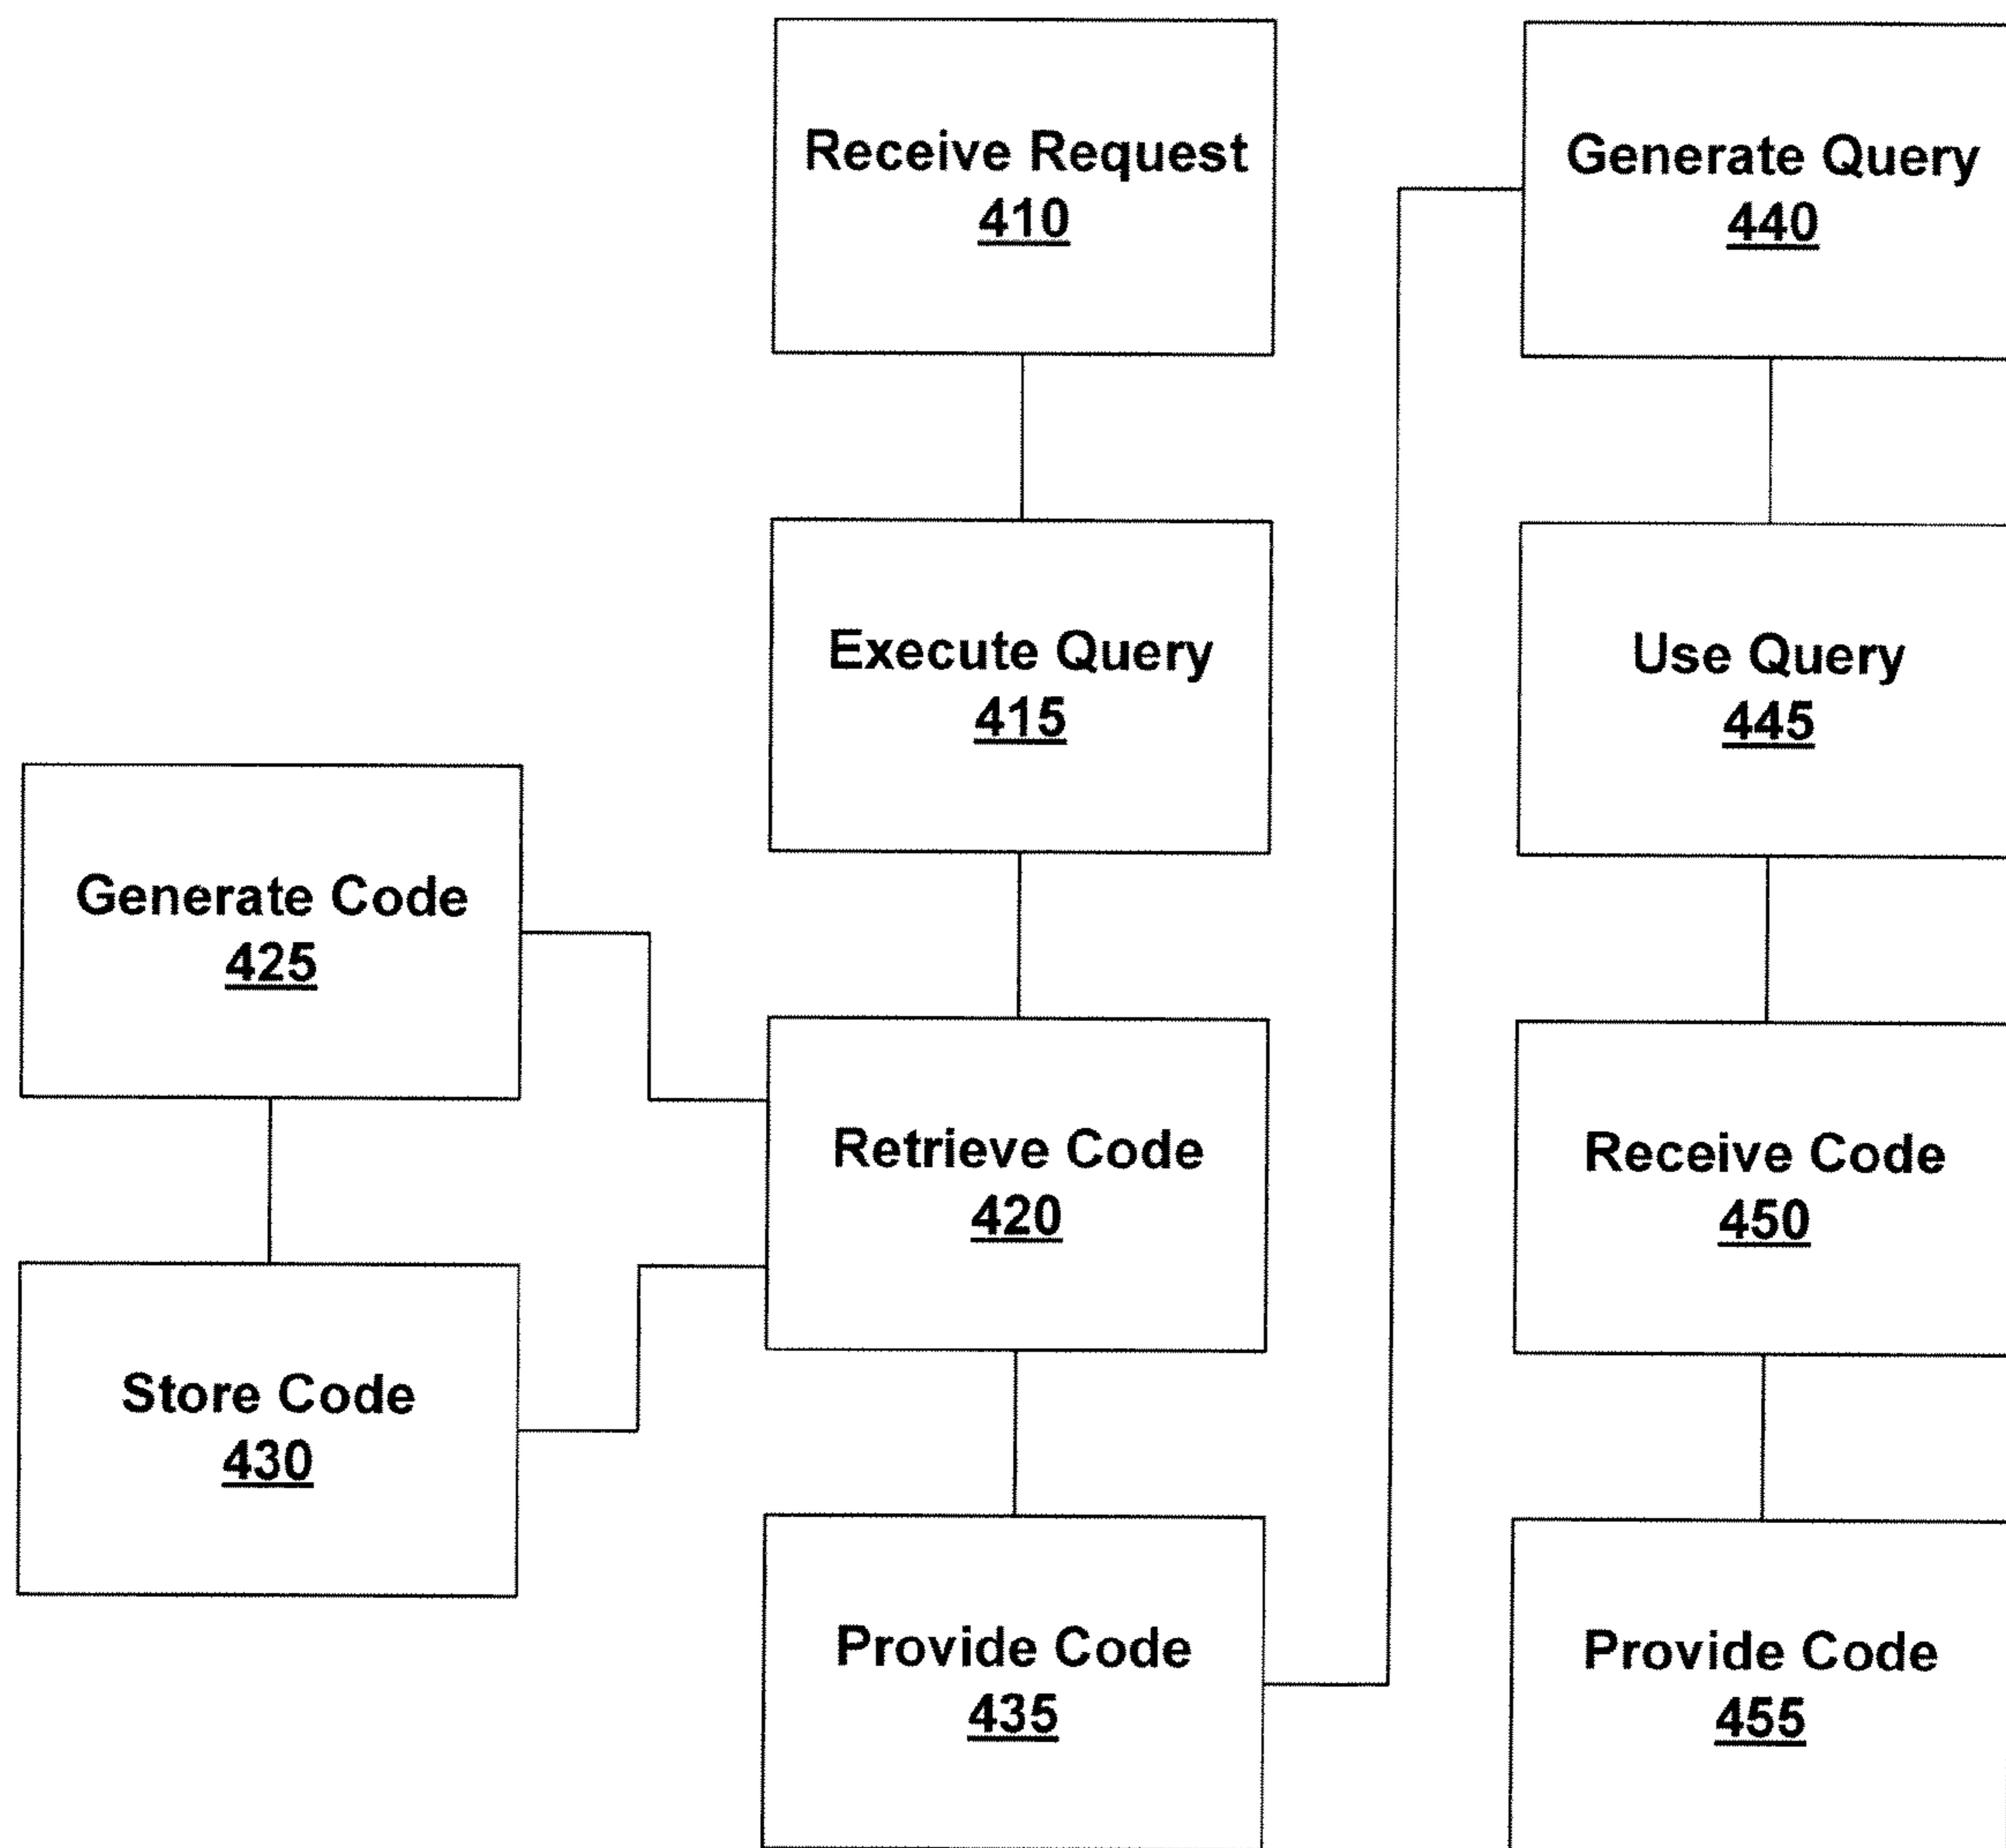 Receive Request
410
Execute Query
415
Generate Code
425
Retrieve Code
420
Store Code
430
Provide Code
435
Generate Query
440
Use Query
445
Receive Code
450
Provide Code
455